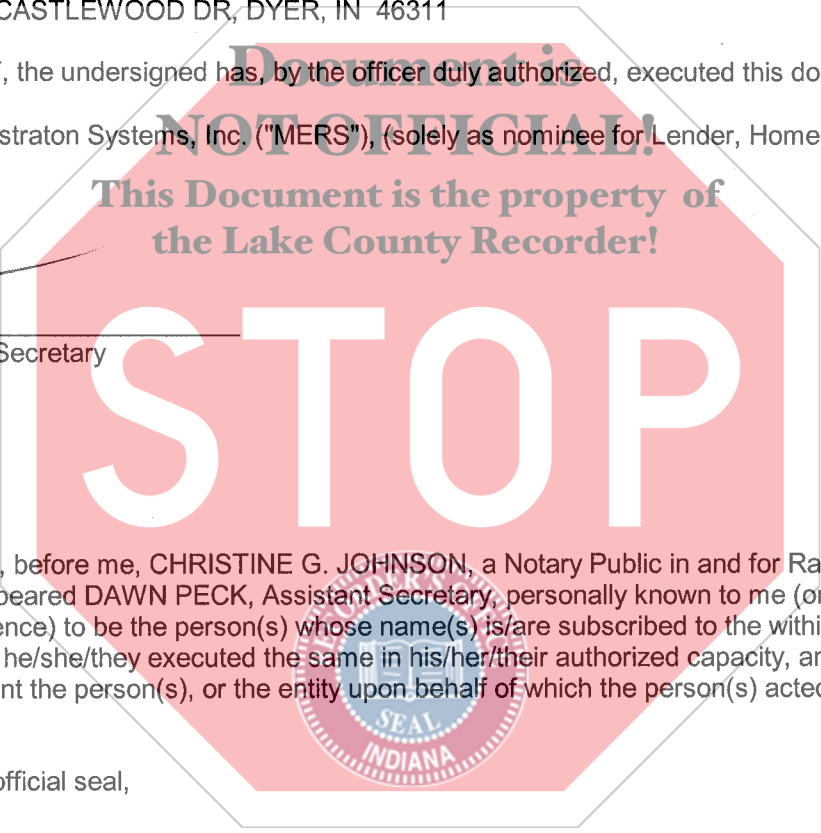 CASTLEWOOD DR, DYER, IN 46311
Document is
, the undersigned has, by the officer duly authorized, executed this do
NOT OFFICIAL!
straton Systems, Inc. ("MERS"), (solely as nominee for Lender, Home
This Document is the property of
the Lake County Recorder!
Secretary
STOP
, before me, CHRISTINE G. JOHNSON, a Notary Public in and for Ra
peared DAWN PECK, Assistant Secretary, personally known to me (or
ence) to be the person(s) whose name(s) is/are subscribed to the withi
he/she/they executed the same in his/her/their authorized capacity, an
nt the person(s), or the entity upon behalf of which the person(s) acted
SEAL
INDIANA
official seal,